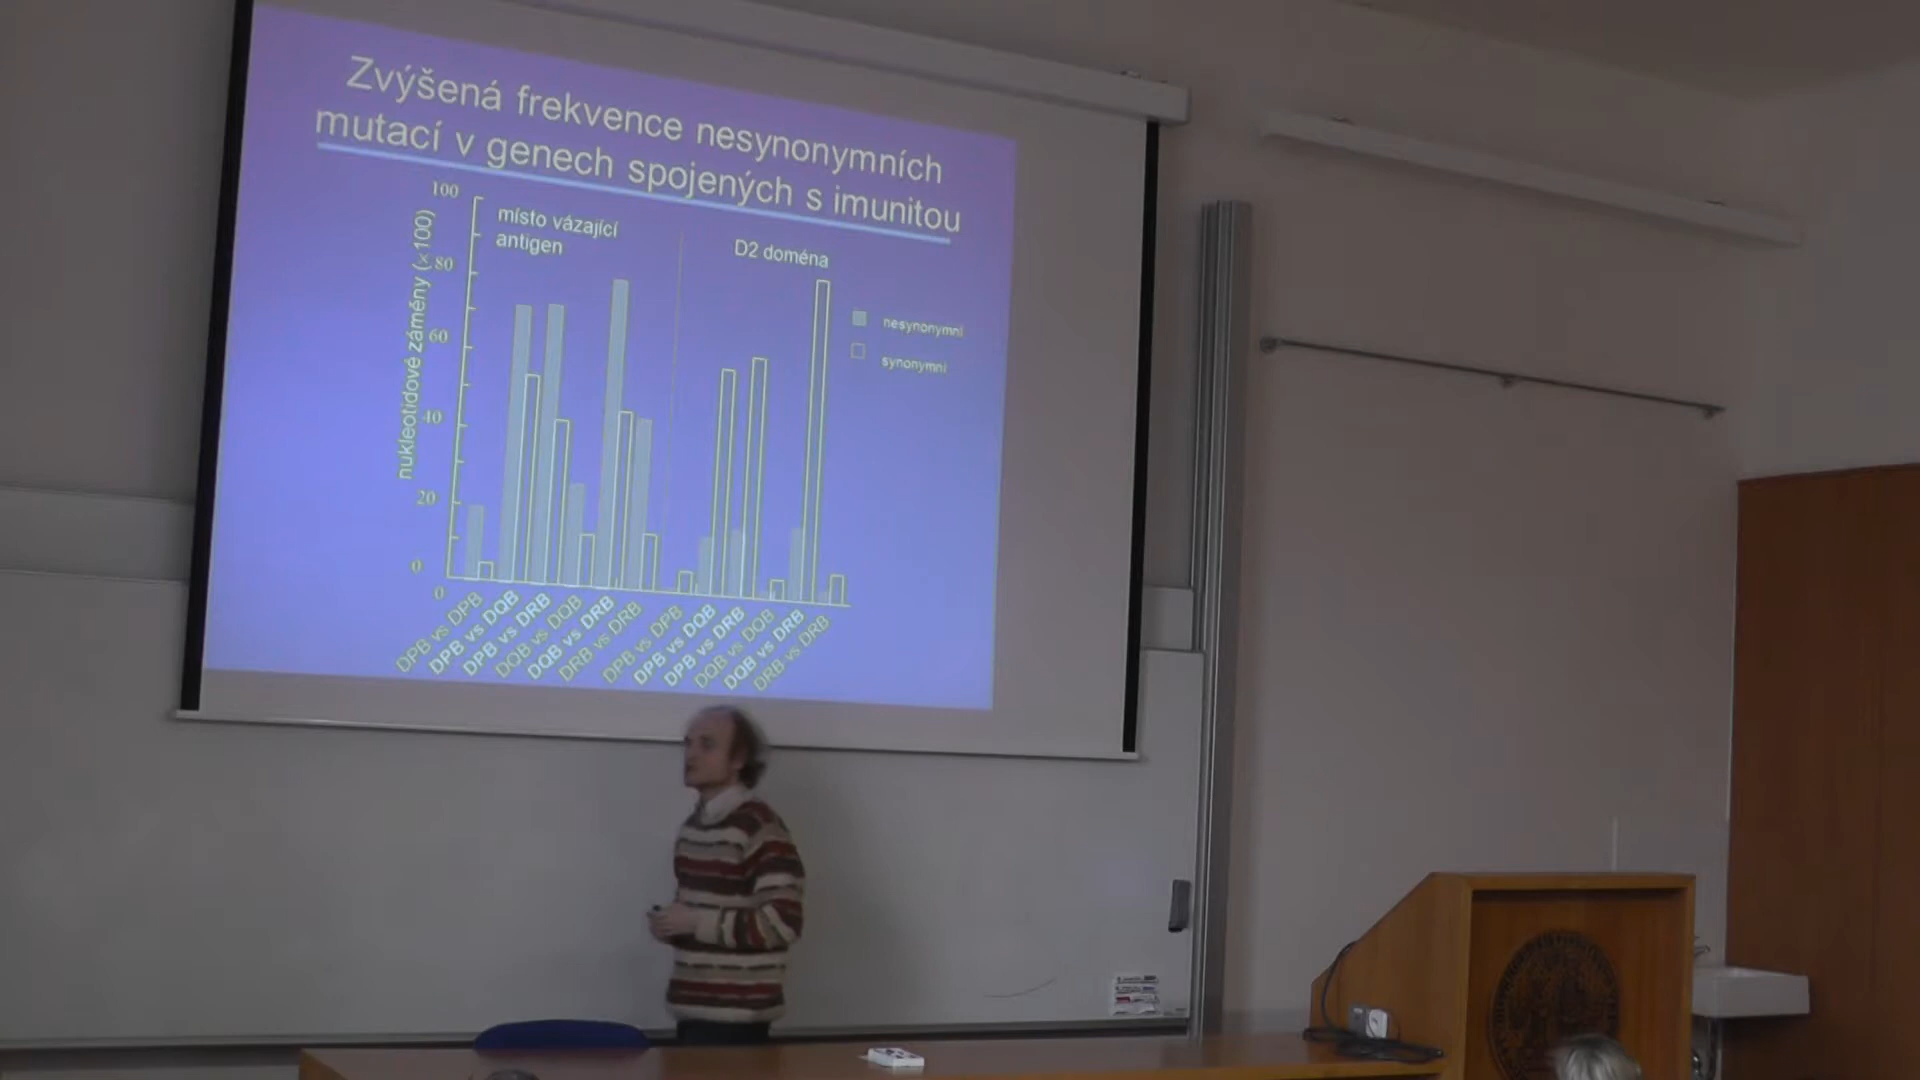 Zvýšená frekvence nesynonymních
mutací v genech spojených s imunitou
nukleotidové záměny (×100)
100
80
60
40
20
0
0
místo vázající
antigen
D2 doména
nesynonymní
synonymní
DPB vs DPB
DPB vs DQB
DPB vs DRB
DQB vs DQB
DQB vs DRB
DRB vs DRB
DPB vs DPB
DPB vs DQB
DPB vs DRB
DQB vs DQB
DQB vs DRB
DRB vs DRB